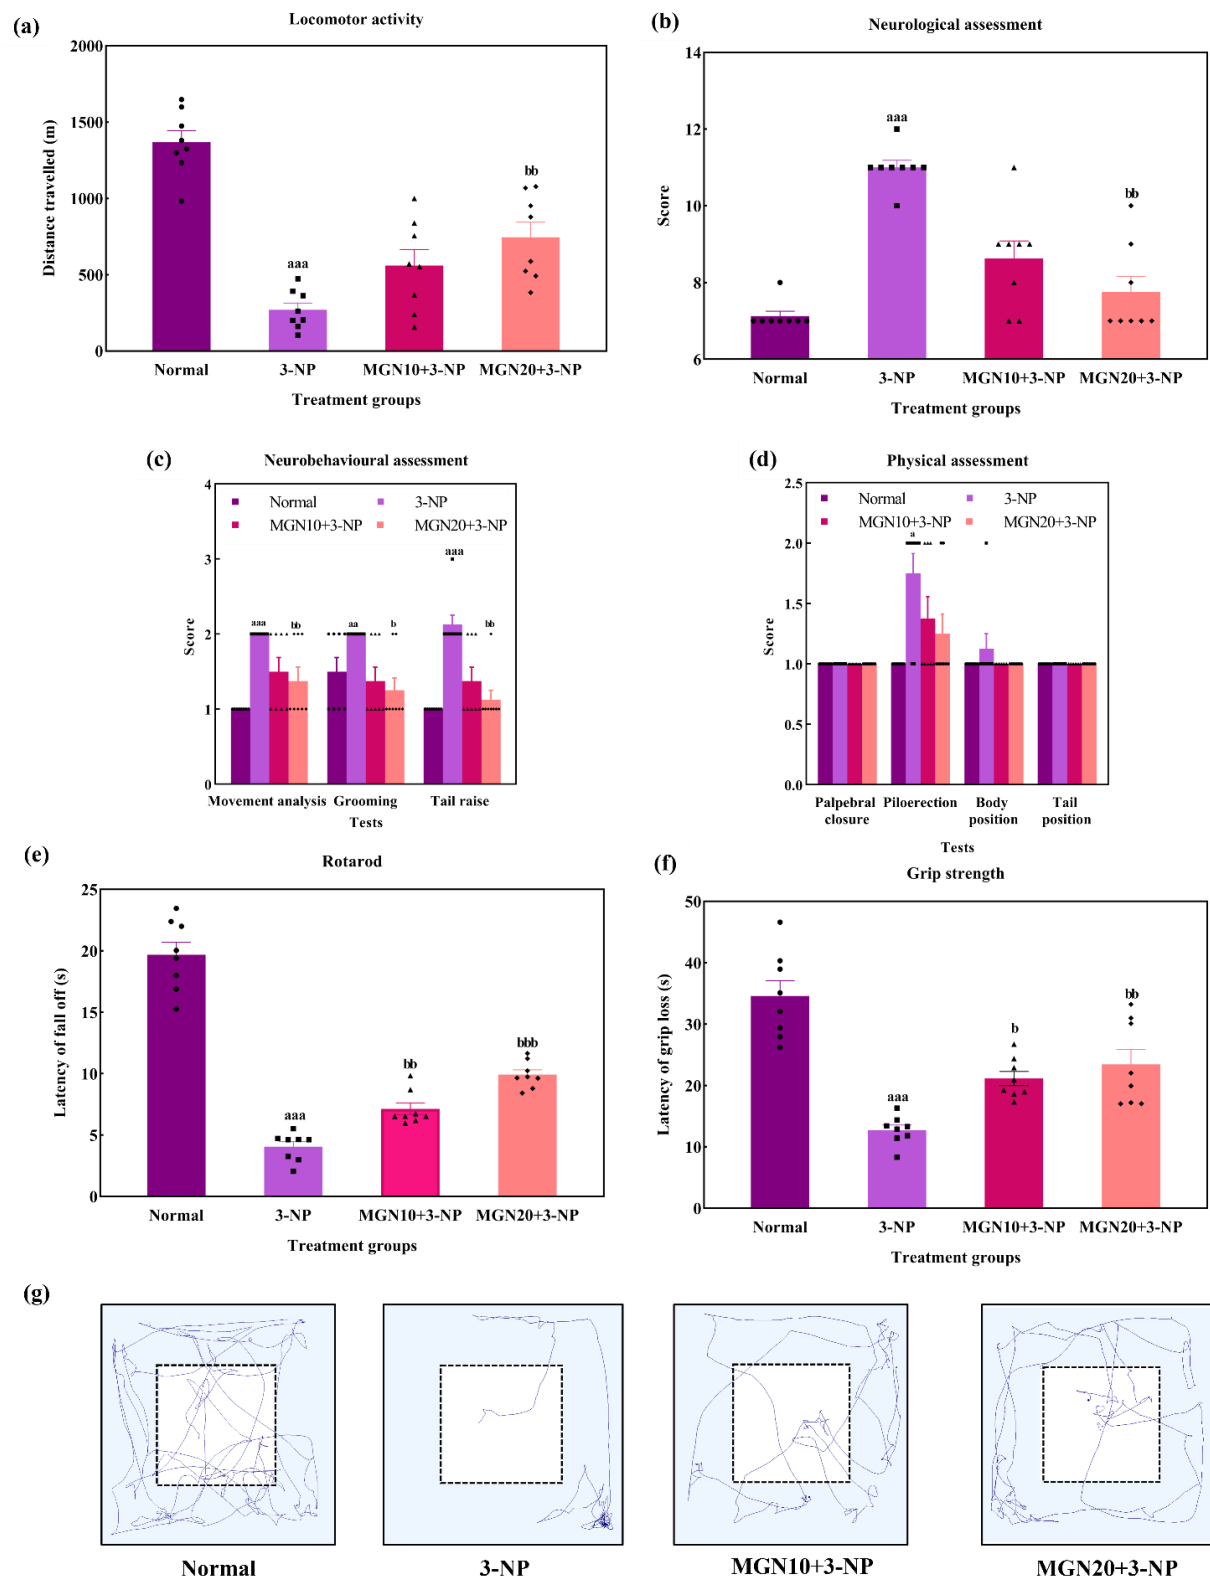 (a)
Locomotor activity
2000
1500
1000
500
0
Distance travelled (m)
aaa
bb
Normal
3-NP
MGN10+3-NP
MGN20+3-NP
Treatment groups
(b)
Neurological assessment
14
12
10
8
6
Score
aaa
bb
Normal
3-NP
MGN10+3-NP
MGN20+3-NP
Treatment groups
(c)
Neurobehavioural assessment
4
3
2
1
0
Score
Normal
3-NP
MGN10+3-NP
MGN20+3-NP
aaa
bb
aa
b
aaa
bb
Movement analysis
Grooming
Tail raise
Tests
(d)
Physical assessment
2.5
2.0
1.5
1.0
0.5
0.0
Score
Normal
3-NP
MGN10+3-NP
MGN20+3-NP
a
Palpebral
closure
Piloerection
Body
position
Tail
position
Tests
(e)
Rotarod
25
20
15
10
5
0
Latency of fall off (s)
aaa
bb
bbb
Normal
3-NP
MGN10+3-NP
MGN20+3-NP
Treatment groups
(f)
Grip strength
50
40
30
20
10
0
Latency of grip loss (s)
aaa
b
bb
Normal
3-NP
MGN10+3-NP
MGN20+3-NP
Treatment groups
(g)
Normal
3-NP
MGN10+3-NP
MGN20+3-NP